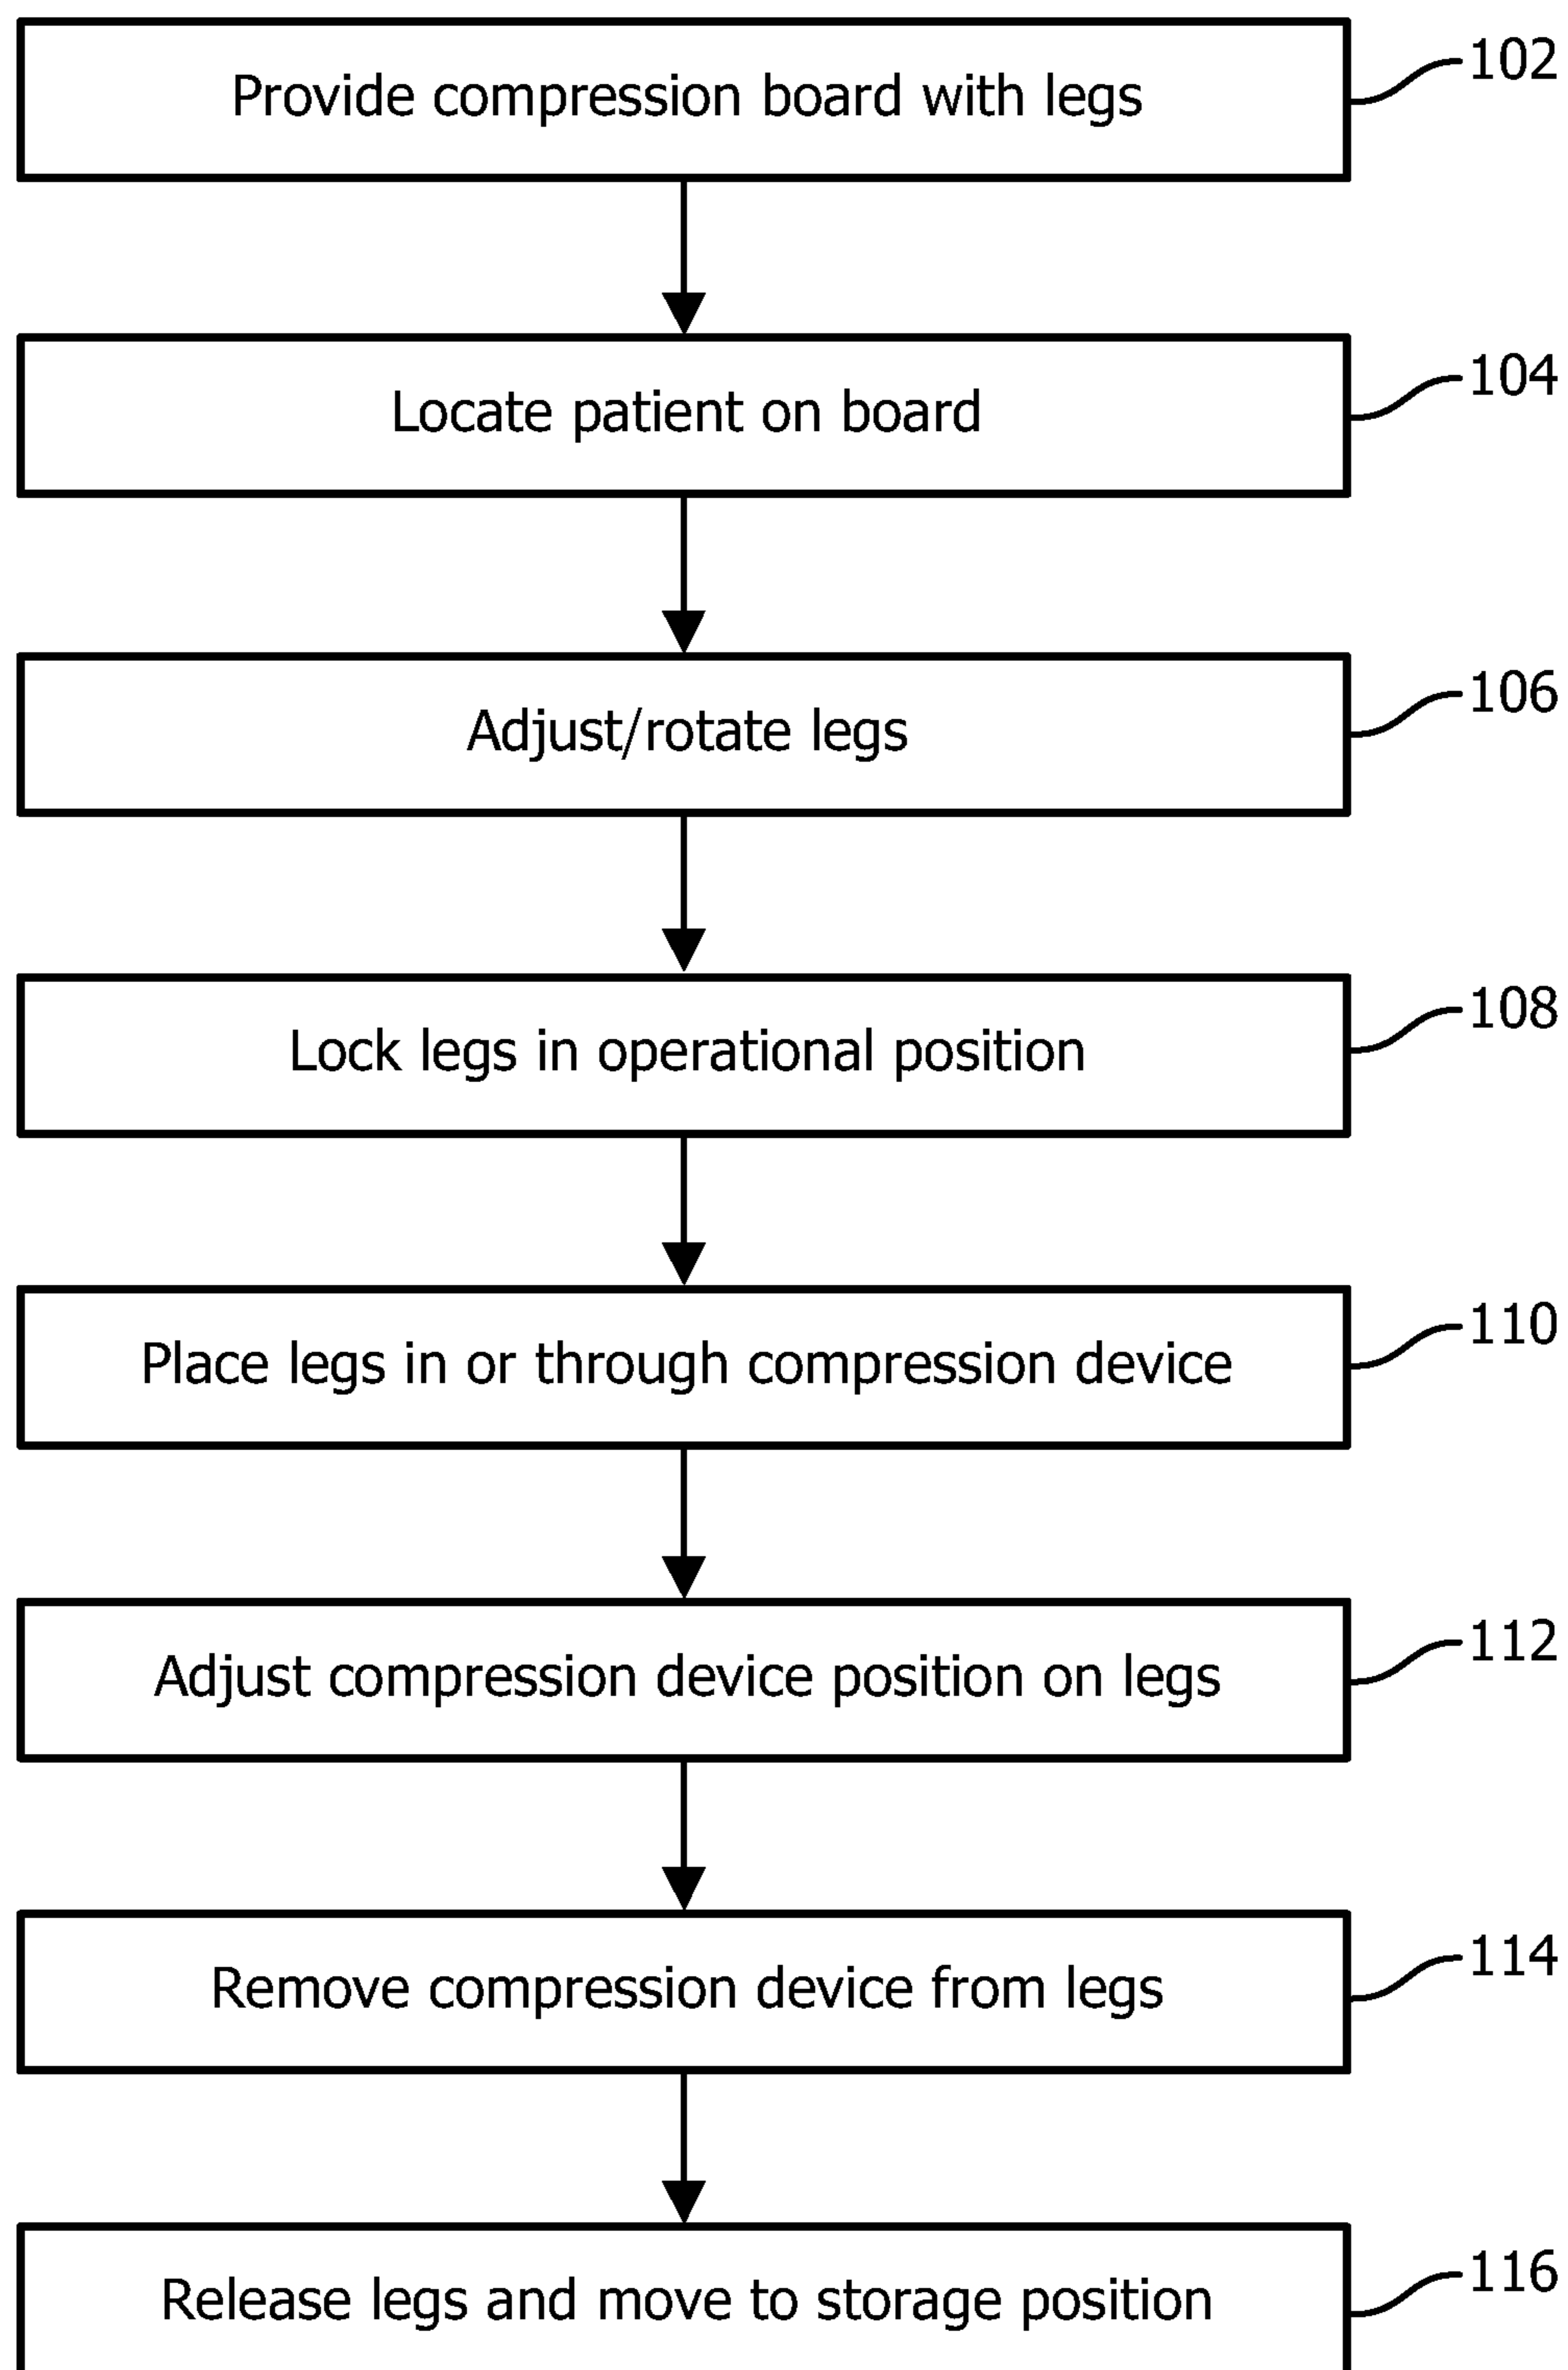 Provide compression board with legs
102
Locate patient on board
104
Adjust/rotate legs
106
Lock legs in operational position
108
Place legs in or through compression device
110
Adjust compression device position on legs
112
Remove compression device from legs
114
Release legs and move to storage position
116